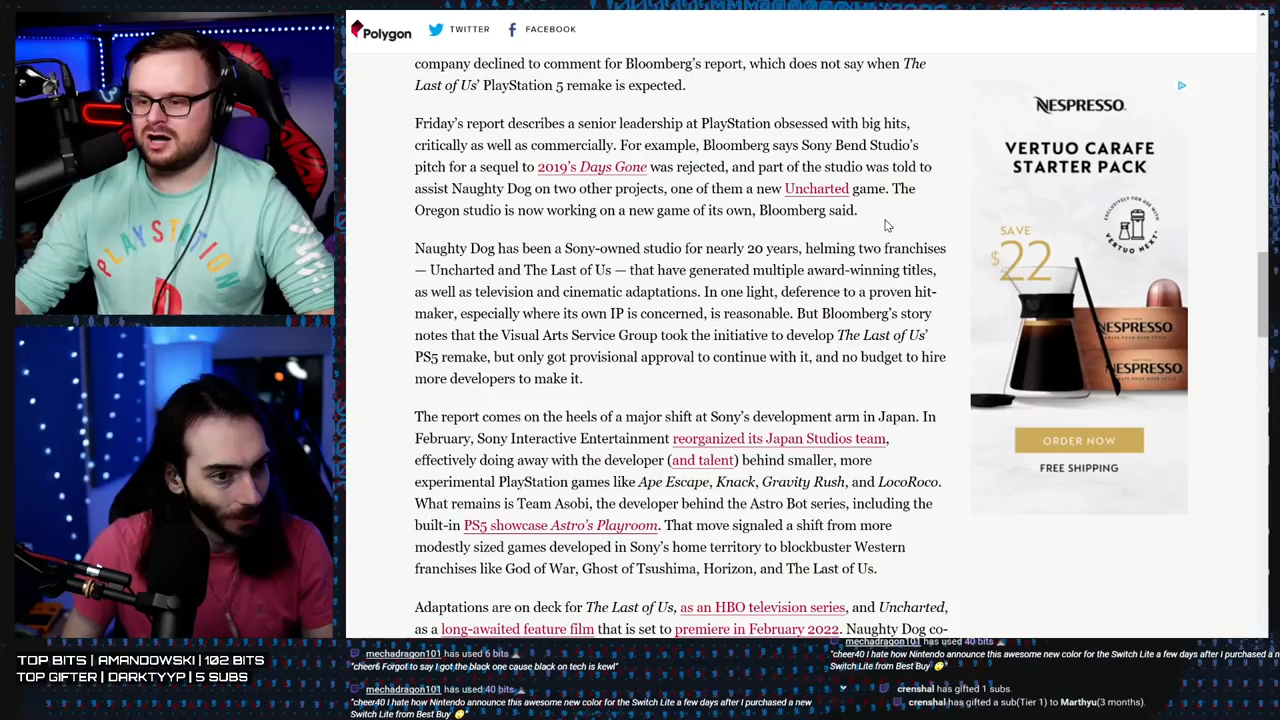 Polygon
TWITTER
FACEBOOK
company declined to comment for Bloomberg's report, which does not say when The
Last of Us' PlayStation 5 remake is expected.
Friday's report describes a senior leadership at PlayStation obsessed with big hits,
critically as well as commercially. For example, Bloomberg says Sony Bend Studio's
pitch for a sequel to 2019's Days Gone was rejected, and part of the studio was told to
assist Naughty Dog on two other projects, one of them a new Uncharted game. The
Oregon studio is now working on a new game of its own, Bloomberg said.
Naughty Dog has been a Sony-owned studio for nearly 20 years, helming two franchises
— Uncharted and The Last of Us — that have generated multiple award-winning titles,
as well as television and cinematic adaptations. In one light, deference to a proven hit-
maker, especially where its own IP is concerned, is reasonable. But Bloomberg's story
notes that the Visual Arts Service Group took the initiative to develop The Last of Us'
PS5 remake, but only got provisional approval to continue with it, and no budget to hire
more developers to make it.
The report comes on the heels of a major shift at Sony's development arm in Japan. In
February, Sony Interactive Entertainment reorganized its Japan Studios team,
effectively doing away with the developer (and talent) behind smaller, more
experimental PlayStation games like Ape Escape, Knack, Gravity Rush, and LocoRoco.
What remains is Team Asobi, the developer behind the Astro Bot series, including the
built-in PS5 showcase Astro's Playroom. That move signaled a shift from more
modestly sized games developed in Sony's home territory to blockbuster Western
franchises like God of War, Ghost of Tsushima, Horizon, and The Last of Us.
Adaptations are on deck for The Last of Us, as an HBO television series, and Uncharted,
as a long-awaited feature film that is set to premiere in February 2022. Naughty Dog co-
NESPRESSO.
VERTUO CARAFE
STARTER PACK
EXCLUSIVELY FOR USE WITH
VERTUO NEXT
SAVE
$22
NESPRESSO
NESPRESSO
ORDER NOW
FREE SHIPPING
PLAYSTATION
TOP BITS | AMANDOWSKI | 102 BITS
TOP GIFTER | DARKTYYP | 5 SUBS
mechadragon101 has used 6 bits
"cheer6 Forgot to say I got the black one cause black on tech is kewl"
mechadragon101 has used 40 bits
"cheer40 I hate how Nintendo announce this awesome new color for the Switch Lite a few days after I purchased a new
Switch Lite from Best Buy
mechadragon101 has used 40 bits
"cheer40 I hate how Nintendo announce this awesome new color for the Switch Lite a few days after I purchased a n
Switch Lite from Best Buy
crenshal has gifted 1 subs.
crenshal has gifted a sub(Tier 1) to Marthyu(3 months).